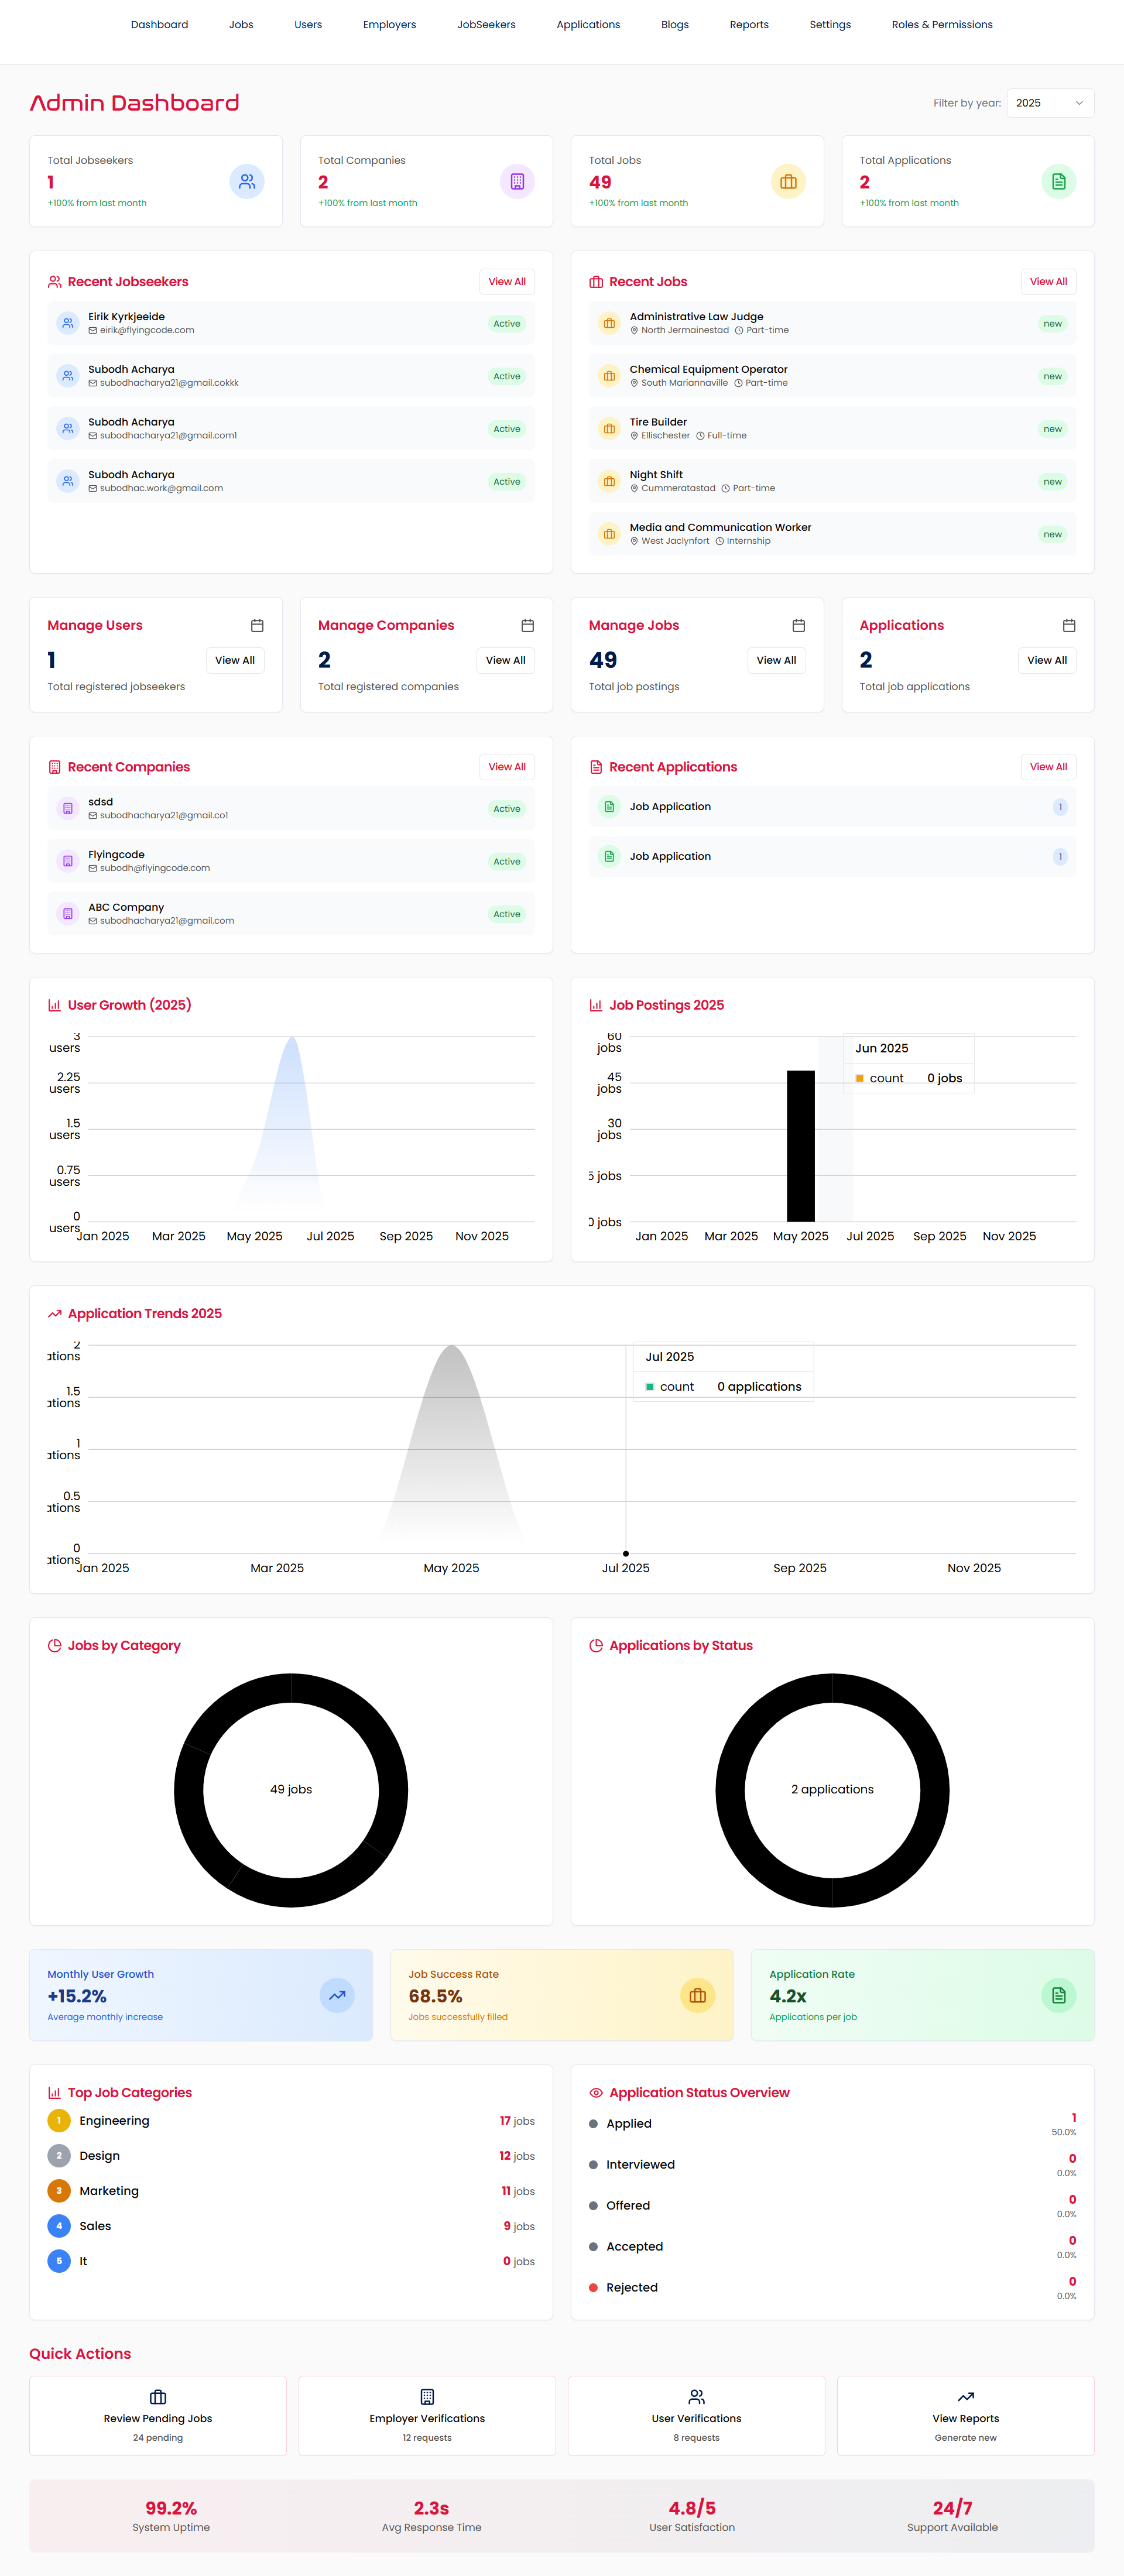 Dashboard Jobs Users Employers JobSeekers Applications Blogs Reports Settings Roles & Permissions
Admin Dashboard
Filter by year: 2025
Total Jobseekers
1
+100% from last month
Total Companies
2
+100% from last month
Total Jobs
49
+100% from last month
Total Applications
2
+100% from last month
Recent Jobseekers View All
Eirik Kyrkjeeide
eirik@flyingcode.com
Active
Subodh Acharya
subodhacharya21@gmail.cokkk
Active
Subodh Acharya
subodhacharya21@gmail.com1
Active
Subodh Acharya
subodhac.work@gmail.com
Active
Recent Jobs View All
Administrative Law Judge
North Jermainestad Part-time
new
Chemical Equipment Operator
South Mariannaville Part-time
new
Tire Builder
Ellischester Full-time
new
Night Shift
Cummeratastad Part-time
new
Media and Communication Worker
West Jaclynfort Internship
new
Manage Users
1 View All
Total registered jobseekers
Manage Companies
2 View All
Total registered companies
Manage Jobs
49 View All
Total job postings
Applications
2 View All
Total job applications
Recent Companies View All
sdsd
subodhacharya21@gmail.co1
Active
Flyingcode
subodh@flyingcode.com
Active
ABC Company
subodhacharya21@gmail.com
Active
Recent Applications View All
Job Application 1
Job Application 1
User Growth (2025)
3
users
2.25
users
1.5
users
0.75
users
0
users
Jan 2025 Mar 2025 May 2025 Jul 2025 Sep 2025 Nov 2025
Job Postings 2025
60
jobs
45
jobs
30
jobs
5 jobs
0 jobs
Jun 2025
count 0 jobs
Jan 2025 Mar 2025 May 2025 Jul 2025 Sep 2025 Nov 2025
Application Trends 2025
2
ations
1.5
ations
1
ations
0.5
ations
0
ations
Jul 2025
count 0 applications
Jan 2025 Mar 2025 May 2025 Jul 2025 Sep 2025 Nov 2025
Jobs by Category
49 jobs
Applications by Status
2 applications
Monthly User Growth
+15.2%
Average monthly increase
Job Success Rate
68.5%
Jobs successfully filled
Application Rate
4.2x
Applications per job
Top Job Categories
1 Engineering 17 jobs
2 Design 12 jobs
3 Marketing 11 jobs
4 Sales 9 jobs
5 It 0 jobs
Application Status Overview
Applied 1
50.0%
Interviewed 0
0.0%
Offered 0
0.0%
Accepted 0
0.0%
Rejected 0
0.0%
Quick Actions
Review Pending Jobs
24 pending
Employer Verifications
12 requests
User Verifications
8 requests
View Reports
Generate new
99.2%
System Uptime
2.3s
Avg Response Time
4.8/5
User Satisfaction
24/7
Support Available